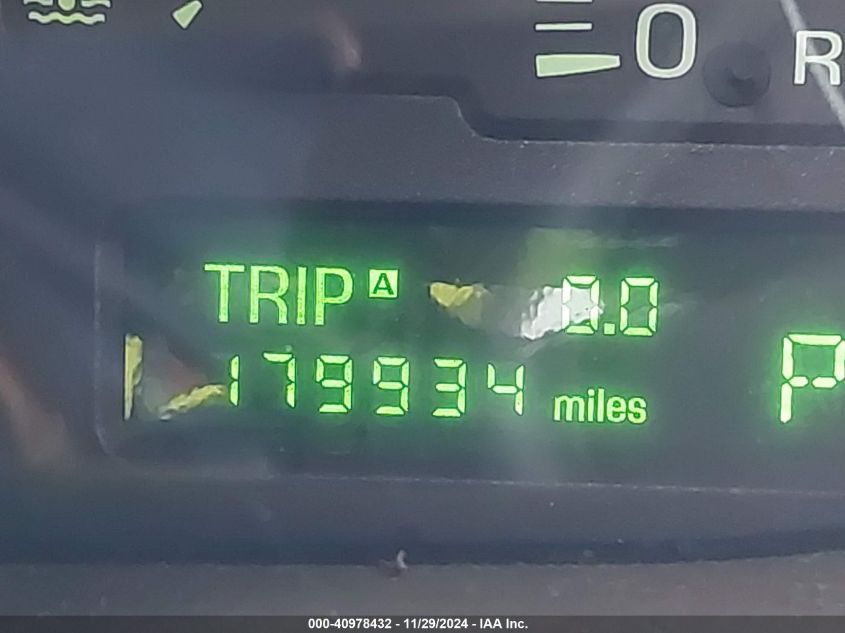 0 R
TRIP A 0.0
179934 miles P
000-40978432 - 11/29/2024 - IAA Inc.